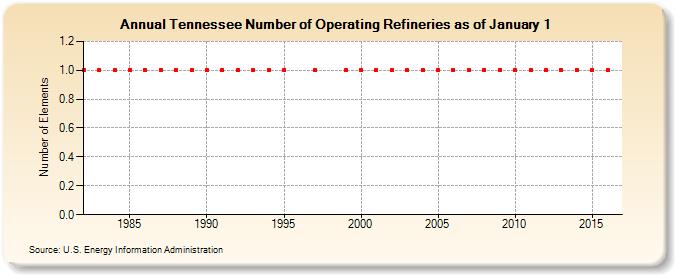 Annual Tennessee Number of Operating Refineries as of January 1
Number of Elements
1.2
1.0
0.8
0.6
0.4
0.2
0.0
1985 1990 1995 2000 2005 2010 2015
Source: U.S. Energy Information Administration